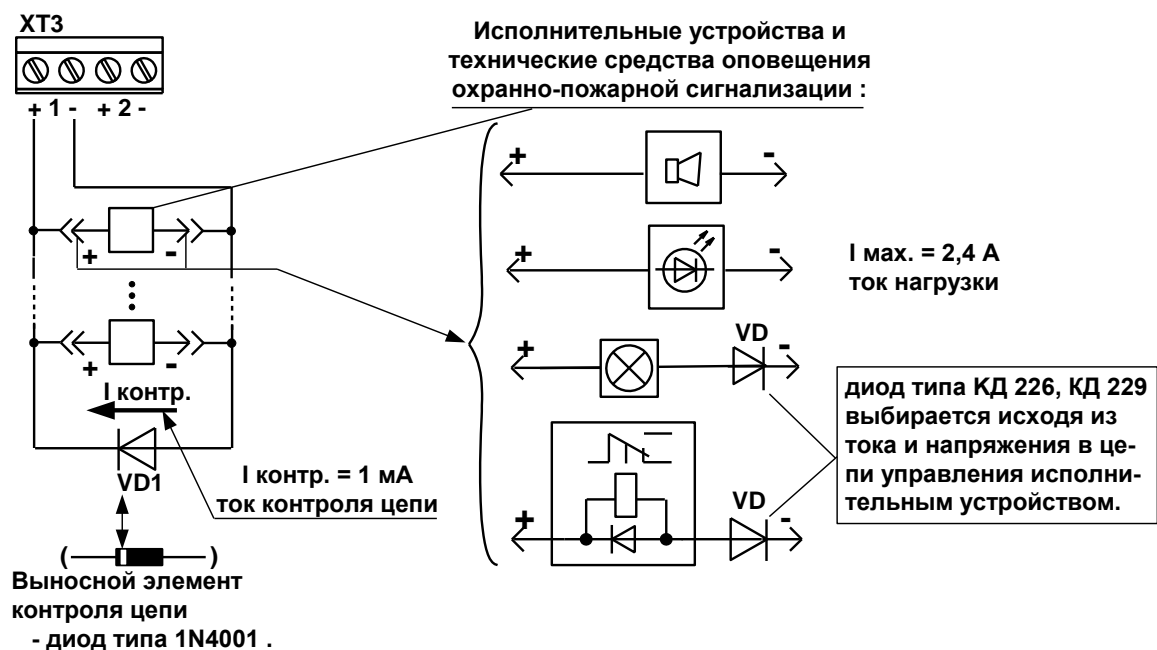 XT3
+ 1 - + 2 -
Исполнительные устройства и
технические средства оповещения
охранно-пожарной сигнализации :
+ -
+ -
I мах. = 2,4 А
ток нагрузки
+ -
+ -
VD
+ -
I контр.
VD1
I контр. = 1 мА
ток контроля цепи
диод типа КД 226, КД 229
выбирается исходя из
тока и напряжения в це-
пи управления исполни-
тельным устройством.
VD
+ -
( )
Выносной элемент
контроля цепи
- диод типа 1N4001 .